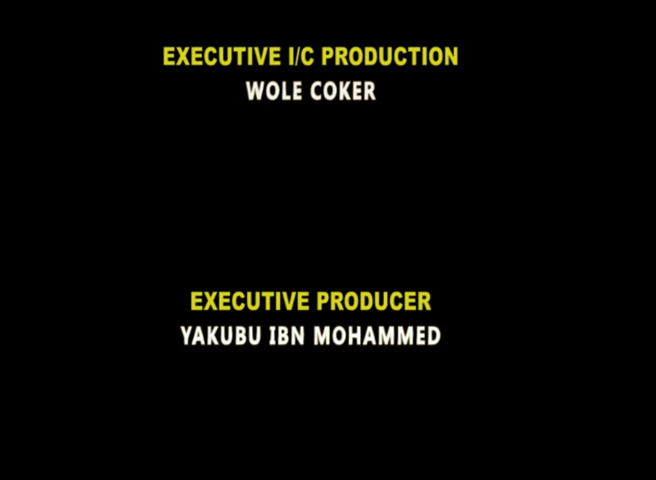 EXECUTIVE I/C PRODUCTION
WOLE COKER
EXECUTIVE PRODUCER
YAKUBU IBN MOHAMMED